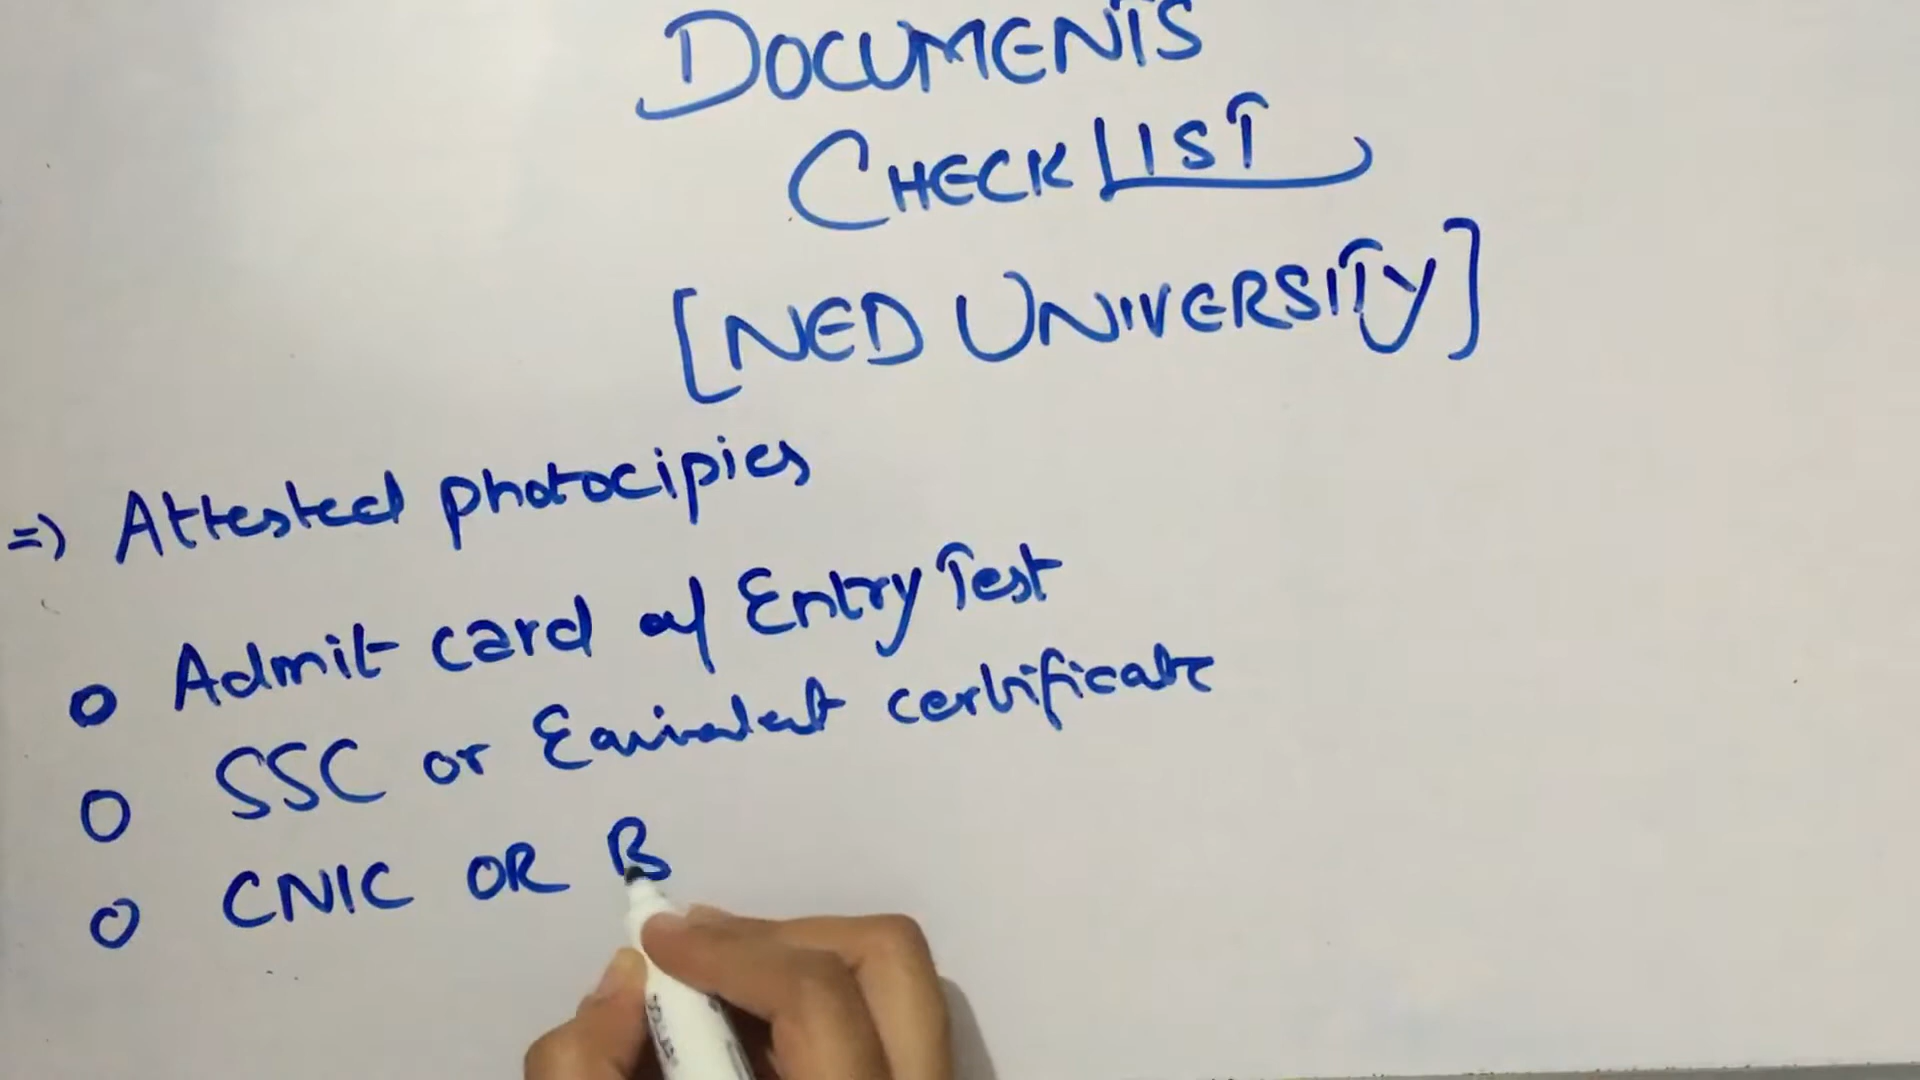 DOCUMENTS
CHECKLIST
[NED UNIVERSITY]
=> Attested photocipies
o Admit card of Entry Test
o SSC or Equivalent certificate
o CNIC OR B